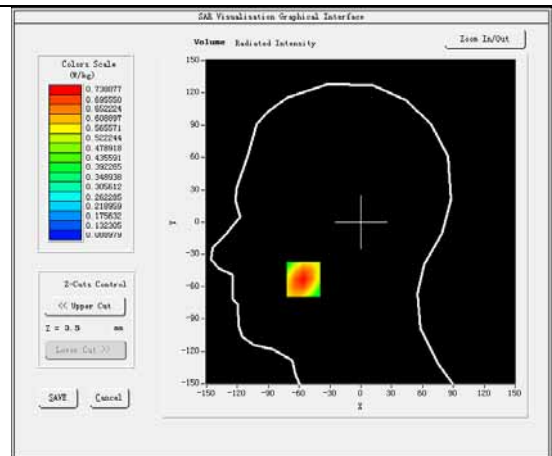 SAR Visualisation Graphical Interface
Volume Radiated Intensity
Zoom In/Out
Colors Scale
(W/kg)
0.738877
0.695550
0.652224
0.608897
0.565571
0.522244
0.478918
0.435591
0.392265
0.348938
0.305612
0.262285
0.218959
0.175632
0.132305
0.088979
Z-Cuts Control
<< Upper Cut
Z = 3.5 mm
Lower Cut >>
SAVE Cancel
150
120
90
60
30
0
-30
-60
-90
-120
-150
Y
-150 -120 -90 -60 -30 0 30 60 90 120 150
X